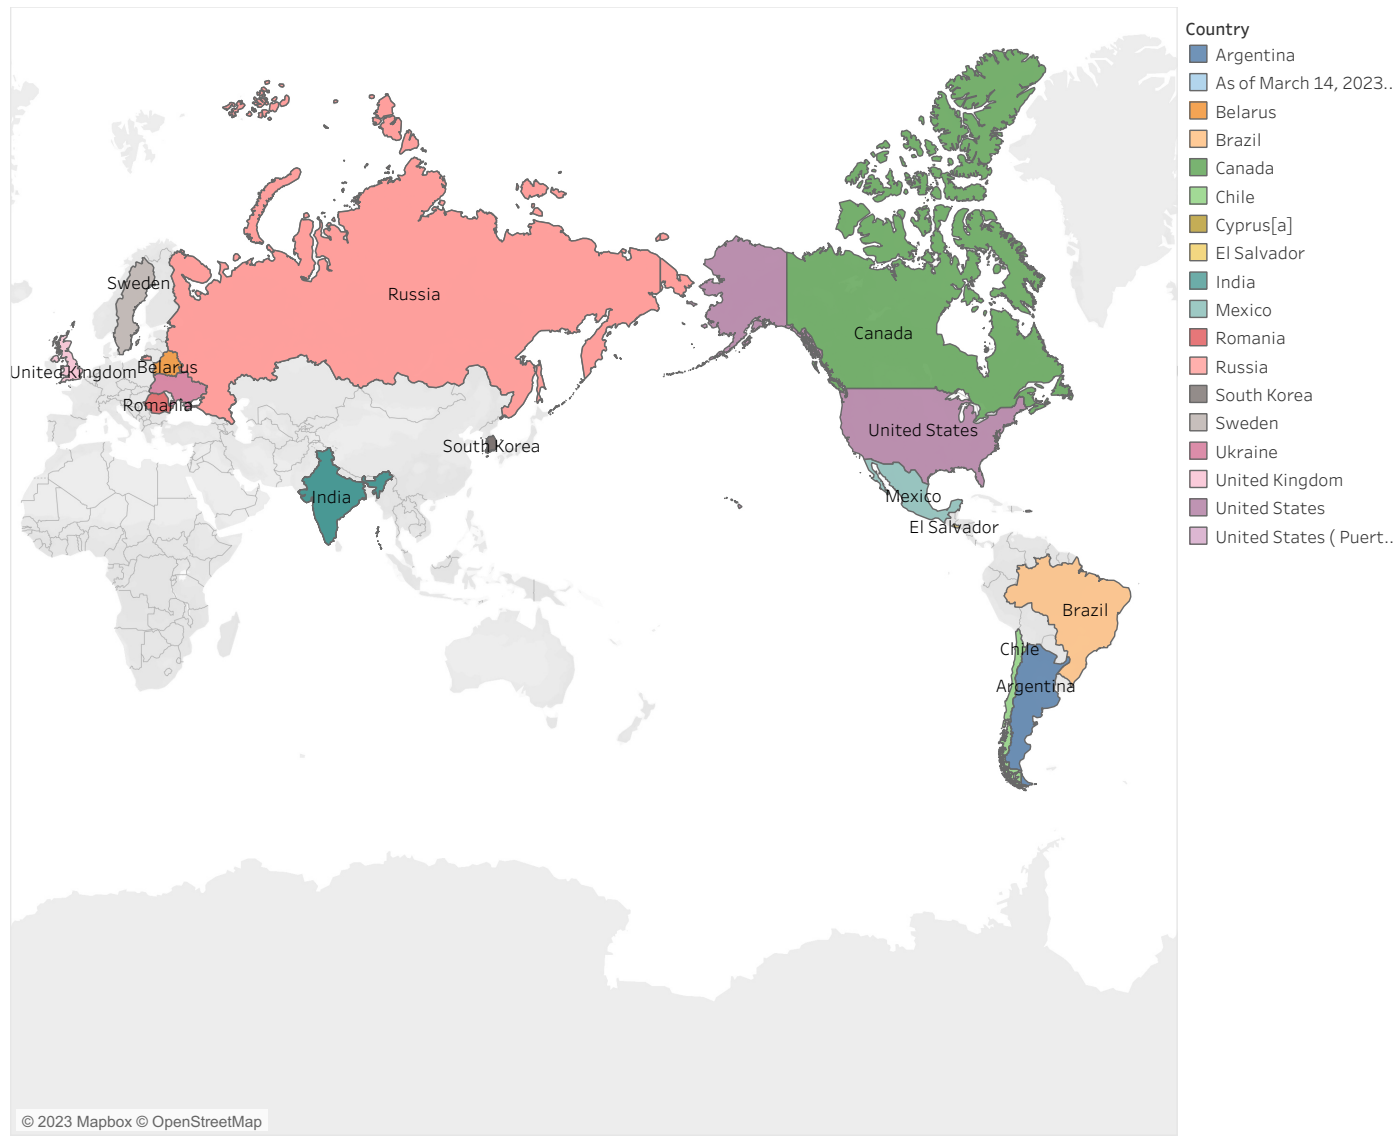 Country
Argentina
As of March 14, 2023..
Belarus
Brazil
Canada
Chile
Cyprus[a]
El Salvador
India
Mexico
Romania
Russia
South Korea
Sweden
Ukraine
United Kingdom
United States
United States ( Puert..
Sweden
Russia
Canada
United Kingdom
Belarus
Romania
United States
South Korea
India
Mexico
El Salvador
Brazil
Chile
Argentina
© 2023 Mapbox © OpenStreetMap